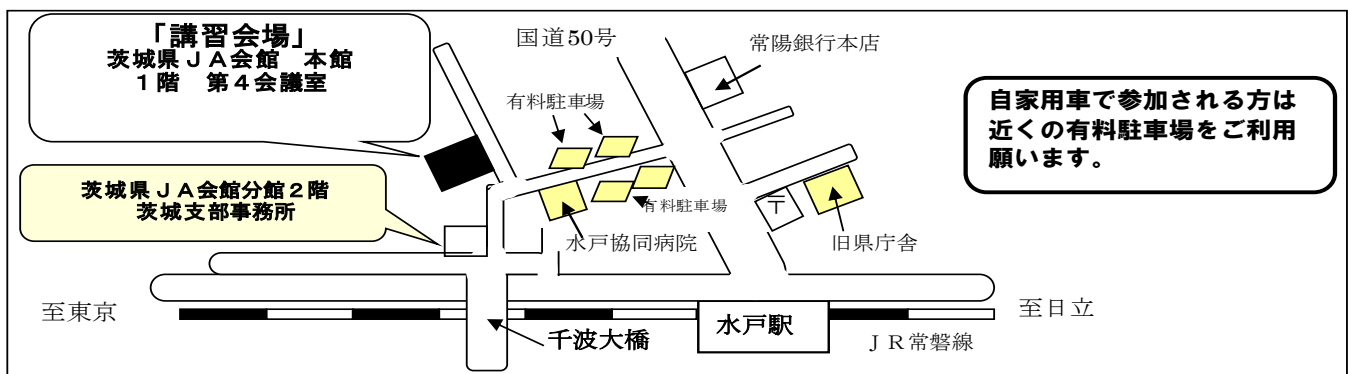 「講習会場」
茨城県ＪＡ会館　本館
１階　第４会議室
国道50号
常陽銀行本店
有料駐車場
自家用車で参加される方は
近くの有料駐車場をご利用
願います。
茨城県ＪＡ会館分館２階
茨城支部事務所
有料駐車場
〒
水戸協同病院
旧県庁舎
至東京
至日立
水戸駅
千波大橋
ＪＲ常磐線